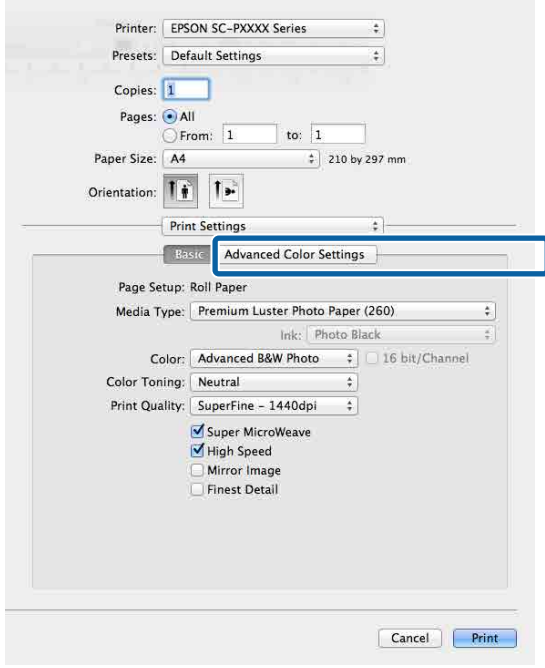 Printer: EPSON SC-PXXXX Series
Presets: Default Settings
Copies: 1
Pages: All
From: 1 to: 1
Paper Size: A4 210 by 297 mm
Orientation:
Print Settings
Basic Advanced Color Settings
Page Setup: Roll Paper
Media Type: Premium Luster Photo Paper (260)
Ink: Photo Black
Color: Advanced B&W Photo 16 bit/Channel
Color Toning: Neutral
Print Quality: SuperFine - 1440dpi
Super MicroWeave
High Speed
Mirror Image
Finest Detail
Cancel Print